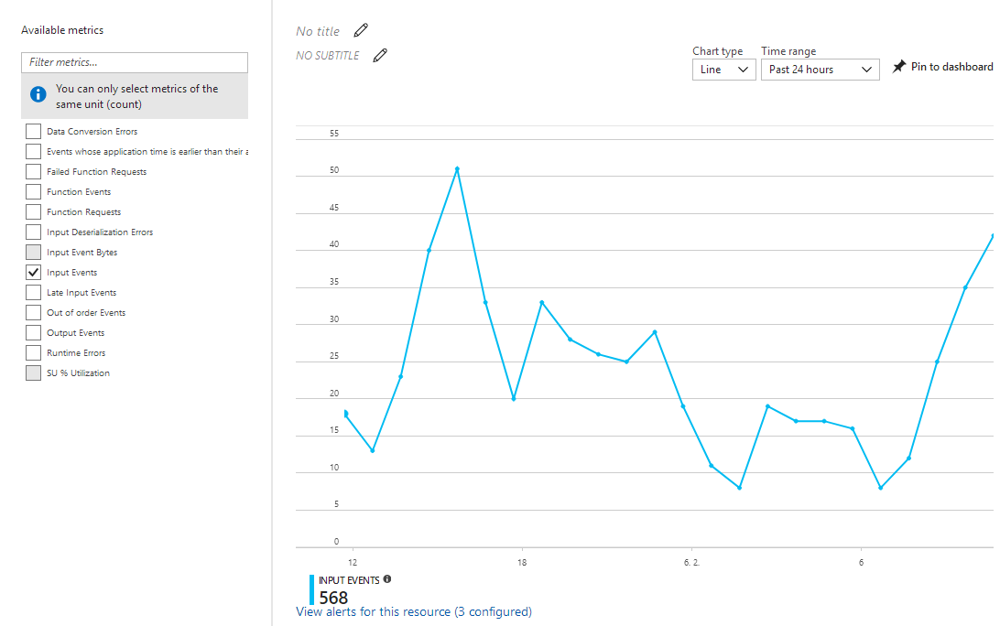 Available metrics
Filter metrics...
You can only select metrics of the
same unit (count)
Data Conversion Errors
Events whose application time is earlier than their a
Failed Function Requests
Function Events
Function Requests
Input Deserialization Errors
Input Event Bytes
Input Events
Late Input Events
Out of order Events
Output Events
Runtime Errors
SU % Utilization
No title
NO SUBTITLE
Chart type
Line
Time range
Past 24 hours
Pin to dashboard
55
50
45
40
35
30
25
20
15
10
5
0
12 18 6. 2. 6
INPUT EVENTS
568
View alerts for this resource (3 configured)